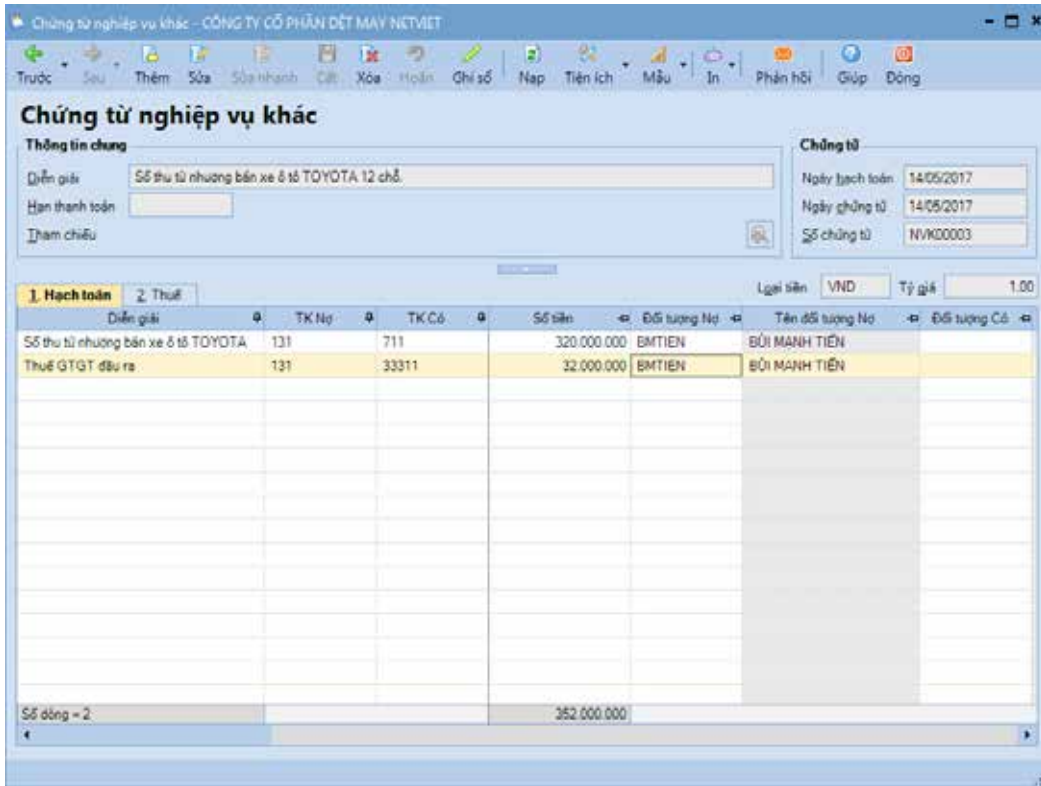 Chứng từ nghiệp vụ khác - CÔNG TY CỔ PHẦN DỆT MAY NETVIET
Trước Sau Thêm Sửa Sửa nhanh Cất Xóa Hoãn Ghi sổ Nạp Tiện ích Mẫu In Phản hồi Giúp Đóng
Chứng từ nghiệp vụ khác
Thông tin chung
Chứng từ
Diễn giải Số thu từ nhượng bán xe ô tô TOYOTA 12 chỗ.
Ngày hạch toán 14/05/2017
Hạn thanh toán
Ngày chứng từ 14/05/2017
Tham chiếu
Số chứng từ NVK00003
1. Hạch toán 2. Thuế
Loại tiền VND Tỷ giá 1.00
Diễn giải TK Nợ TK Có Số tiền Đối tượng Nợ Tên đối tượng Nợ Đối tượng Có
Số thu từ nhượng bán xe ô tô TOYOTA 131 711 320.000.000 BMTIEN BÙI MẠNH TIẾN
Thuế GTGT đầu ra 131 33311 32.000.000 BMTIEN BÙI MẠNH TIẾN
Số dòng = 2 352.000.000